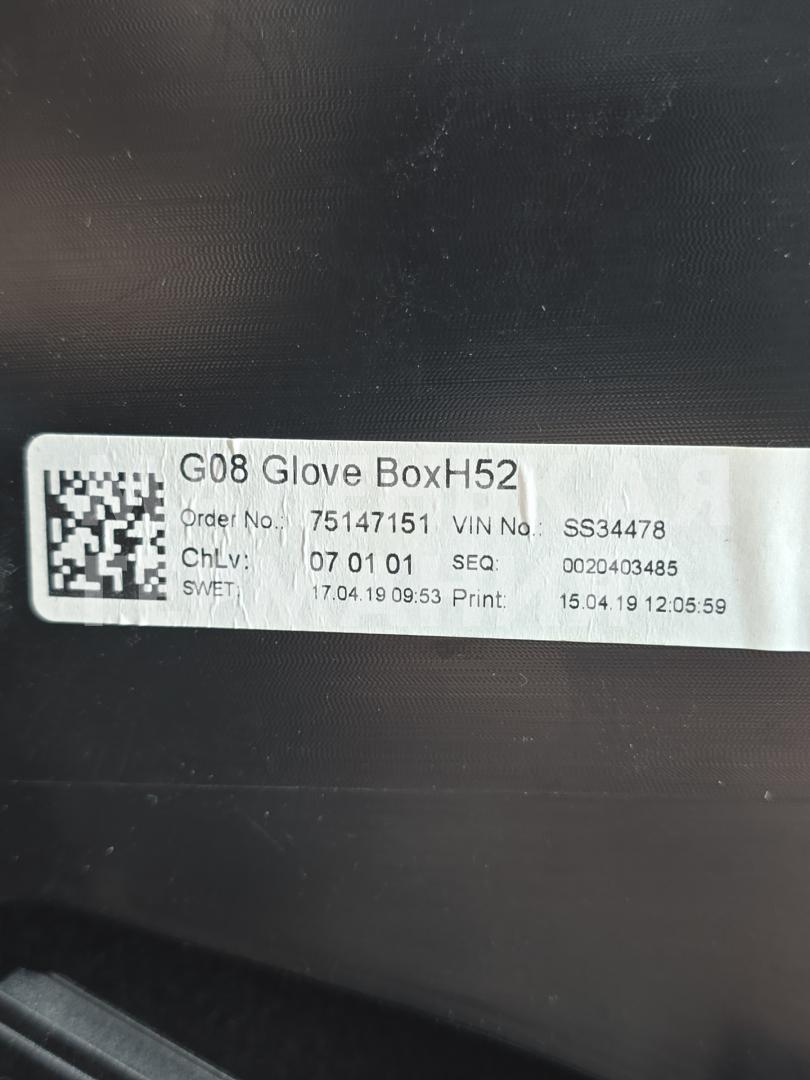 G08 Glove BoxH52
Order No.: 75147151 VIN No.: SS34478
ChLv: 07 01 01 SEQ: 0020403485
SWET: 17.04.19 09:53 Print: 15.04.19 12:05:59